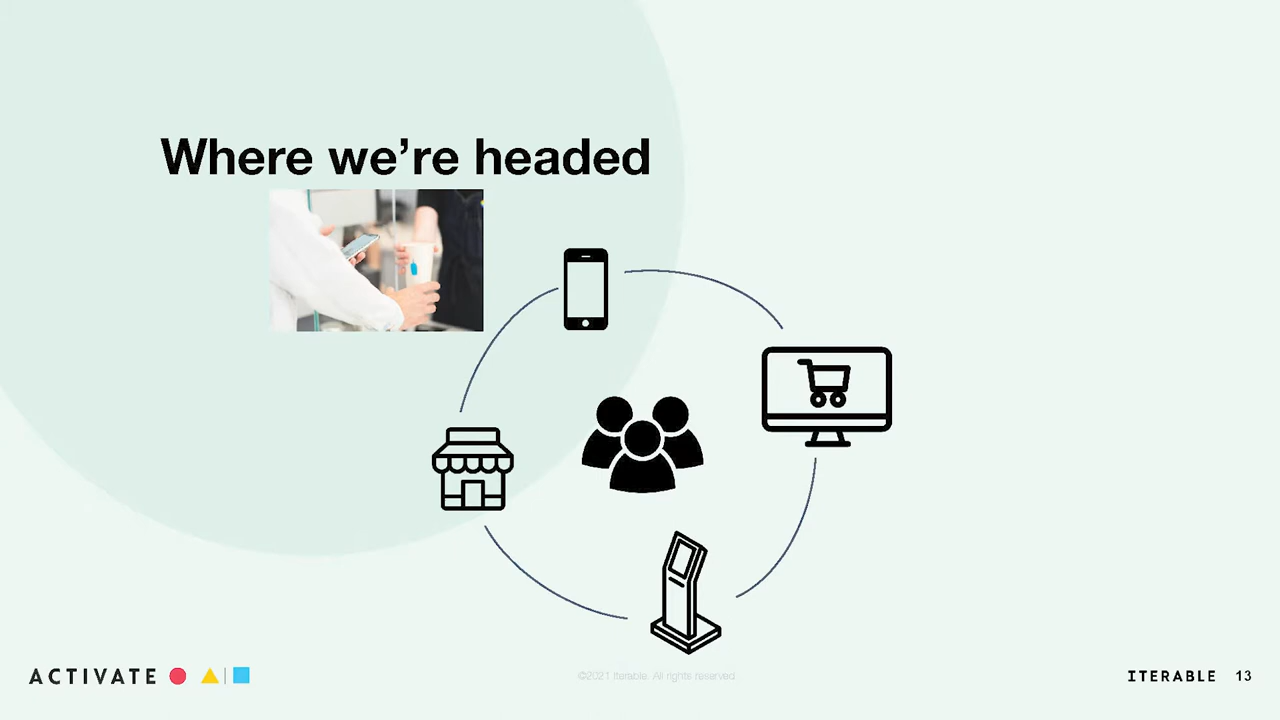 Where we're headed
ACTIVATE
©2021 Iterable. All rights reserved.
ITERABLE 13